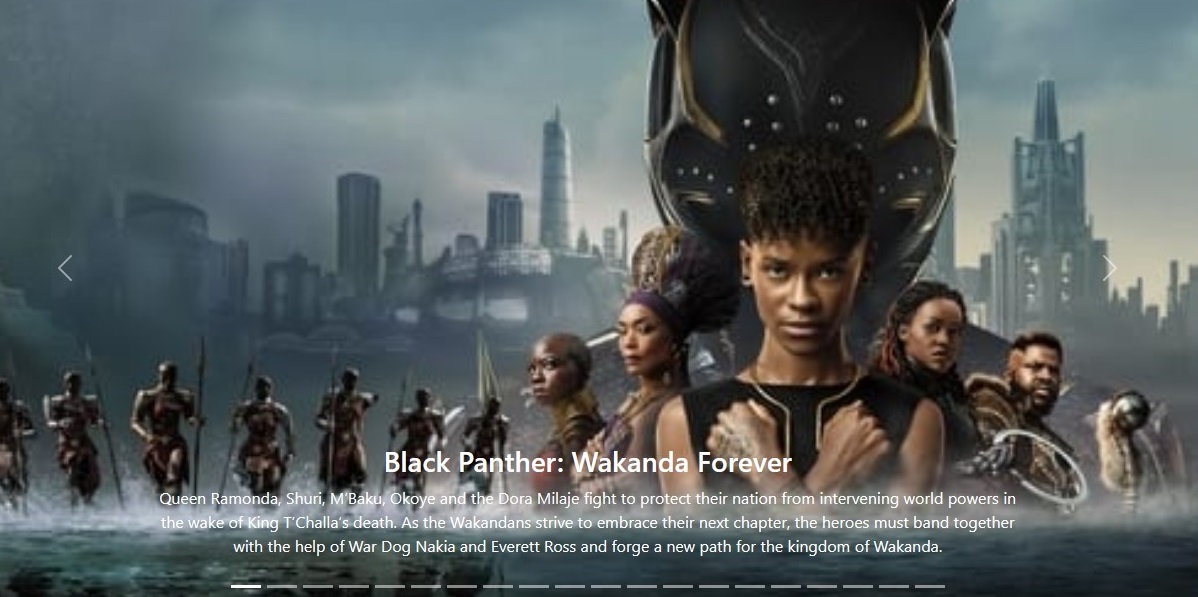 Black Panther: Wakanda Forever
Queen Ramonda, Shuri, M’Baku, Okoye and the Dora Milaje fight to protect their nation from intervening world powers in
the wake of King T’Challa’s death. As the Wakandans strive to embrace their next chapter, the heroes must band together
with the help of War Dog Nakia and Everett Ross and forge a new path for the kingdom of Wakanda.